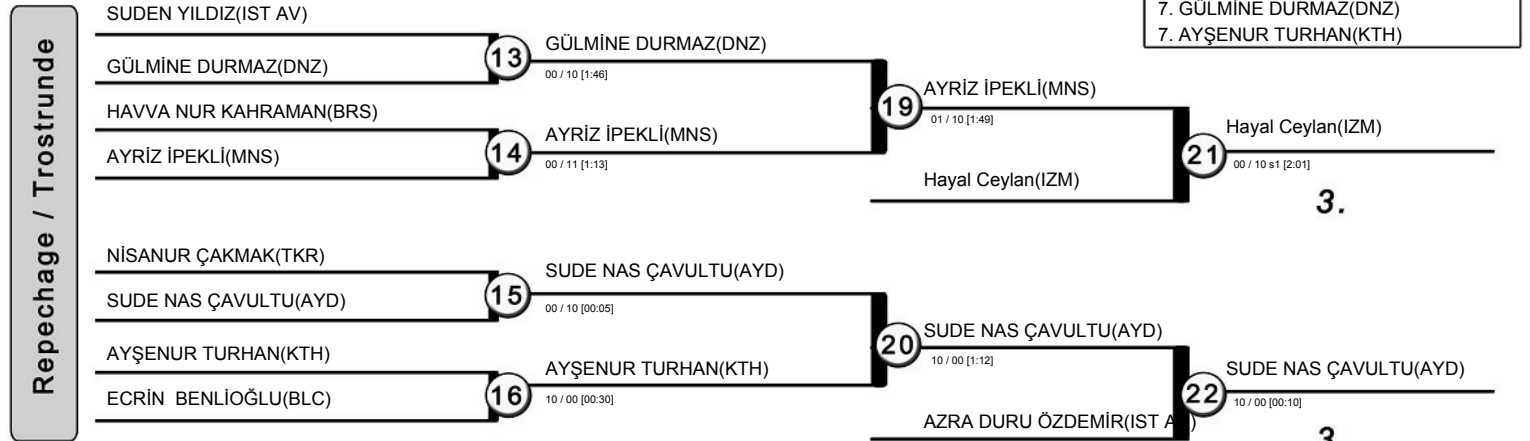 Repechage / Trostrunde
7. GÜLMİNE DURMAZ(DNZ)
7. AYŞENUR TURHAN(KTH)
SUDEN YILDIZ(IST AV)
GÜLMİNE DURMAZ(DNZ)
13
GÜLMİNE DURMAZ(DNZ)
00 / 10 [1:46]
HAVVA NUR KAHRAMAN(BRS)
AYRİZ İPEKLİ(MNS)
14
AYRİZ İPEKLİ(MNS)
00 / 11 [1:13]
19
AYRİZ İPEKLİ(MNS)
01 / 10 [1:49]
Hayal Ceylan(IZM)
21
Hayal Ceylan(IZM)
00 / 10 s1 [2:01]
3.
NİSANUR ÇAKMAK(TKR)
SUDE NAS ÇAVULTU(AYD)
15
SUDE NAS ÇAVULTU(AYD)
00 / 10 [00:05]
AYŞENUR TURHAN(KTH)
ECRİN  BENLİOĞLU(BLC)
16
AYŞENUR TURHAN(KTH)
10 / 00 [00:30]
20
SUDE NAS ÇAVULTU(AYD)
10 / 00 [1:12]
AZRA DURU ÖZDEMİR(IST
22
SUDE NAS ÇAVULTU(AYD)
10 / 00 [00:10]
3.